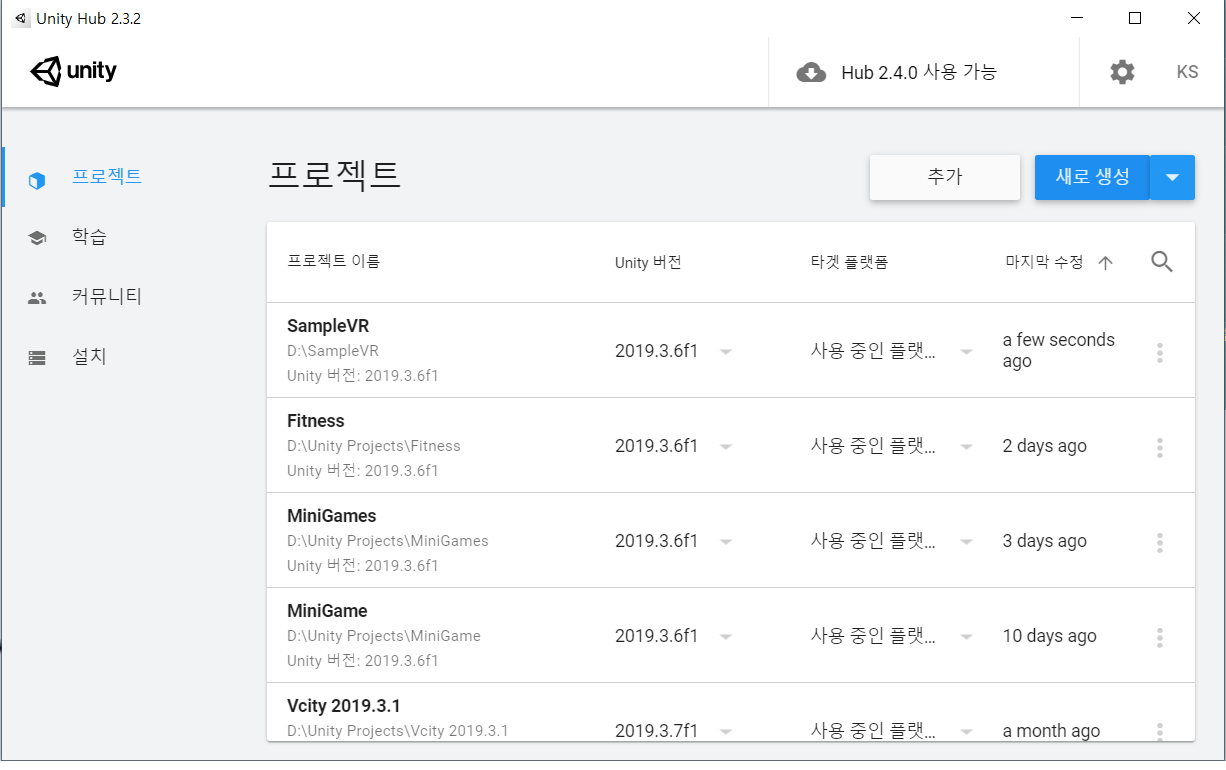 Unity Hub 2.3.2
unity
Hub 2.4.0 사용 가능
KS
프로젝트
학습
커뮤니티
설치
프로젝트
추가
새로 생성
프로젝트 이름
Unity 버전
타겟 플랫폼
마지막 수정
SampleVR
D:\SampleVR
Unity 버전: 2019.3.6f1
2019.3.6f1
사용 중인 플랫...
a few seconds
ago
Fitness
D:\Unity Projects\Fitness
Unity 버전: 2019.3.6f1
2019.3.6f1
사용 중인 플랫...
2 days ago
MiniGames
D:\Unity Projects\MiniGames
Unity 버전: 2019.3.6f1
2019.3.6f1
사용 중인 플랫...
3 days ago
MiniGame
D:\Unity Projects\MiniGame
Unity 버전: 2019.3.6f1
2019.3.6f1
사용 중인 플랫...
10 days ago
Vcity 2019.3.1
D:\Unity Projects\Vcity 2019.3.1
2019.3.7f1
사용 중인 플랫...
a month ago